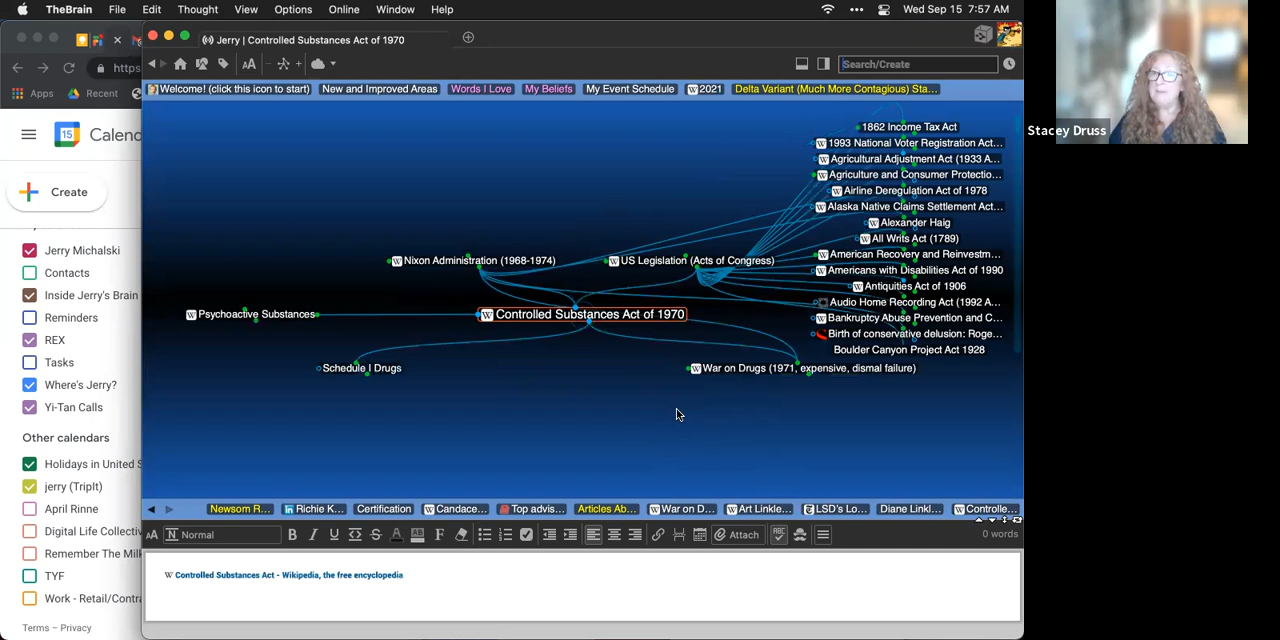 TheBrain File Edit Thought View Options Online Window Help Wed Sep 15 7:57 AM
Jerry | Controlled Substances Act of 1970
https
AA
Search/Create
Apps Recent
Welcome! (click this icon to start) New and Improved Areas Words I Love My Beliefs My Event Schedule 2021 Delta Variant (Much More Contagious) Sta...
15 Calenc
Create
Jerry Michalski
Contacts
Inside Jerry's Brain
Reminders
REX
Tasks
Where's Jerry?
Yi-Tan Calls
Other calendars
Holidays in United S
jerry (TripIt)
April Rinne
Digital Life Collectiv
Remember The Mil
TYF
Work - Retail/Contra
Terms – Privacy
1862 Income Tax Act
1993 National Voter Registration Act...
Agricultural Adjustment Act (1933 A...
Agriculture and Consumer Protectio...
Airline Deregulation Act of 1978
Alaska Native Claims Settlement Act...
Alexander Haig
All Writs Act (1789)
American Recovery and Reinvestm...
Americans with Disabilities Act of 1990
Antiquities Act of 1906
Audio Home Recording Act (1992 A...
Bankruptcy Abuse Prevention and C...
Birth of conservative delusion: Roge...
Boulder Canyon Project Act 1928
Nixon Administration (1968-1974)
US Legislation (Acts of Congress)
Psychoactive Substances
Controlled Substances Act of 1970
Schedule I Drugs
War on Drugs (1971, expensive, dismal failure)
Newsom R... Richie K... Certification Candace... Top advis... Articles Ab... War on D... Art Linkle... LSD's Lo... Diane Linkl... Controlle...
AA N Normal B I U S A F Attach 0 words
W Controlled Substances Act - Wikipedia, the free encyclopedia
Stacey Druss